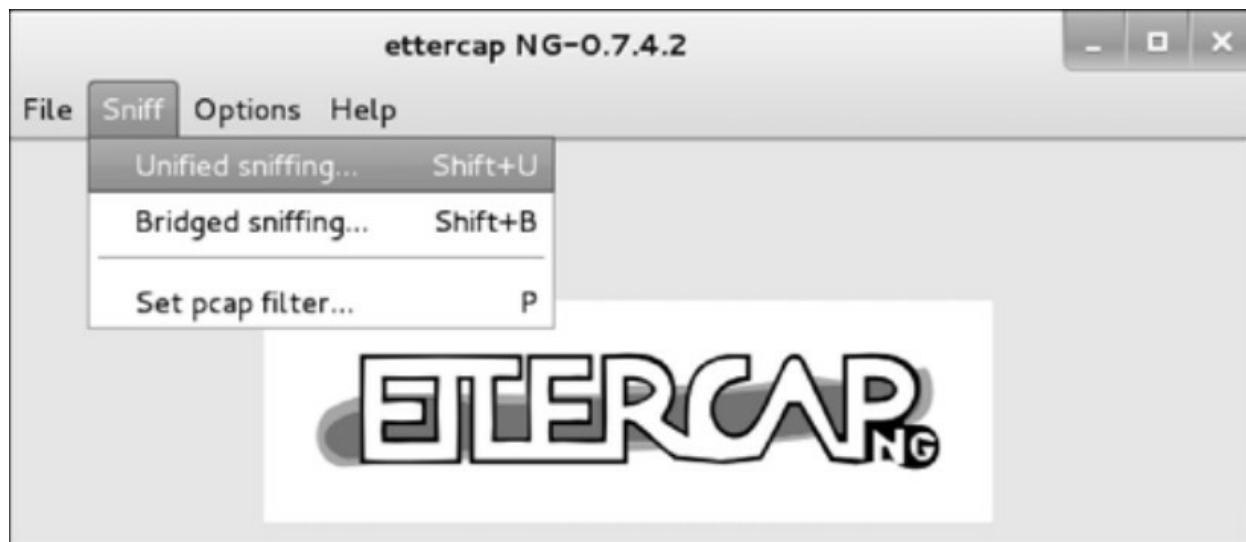 ettercap NG-0.7.4.2
File Sniff Options Help
Unified sniffing... Shift+U
Bridged sniffing... Shift+B
Set pcap filter... P
ETTERCAP NG